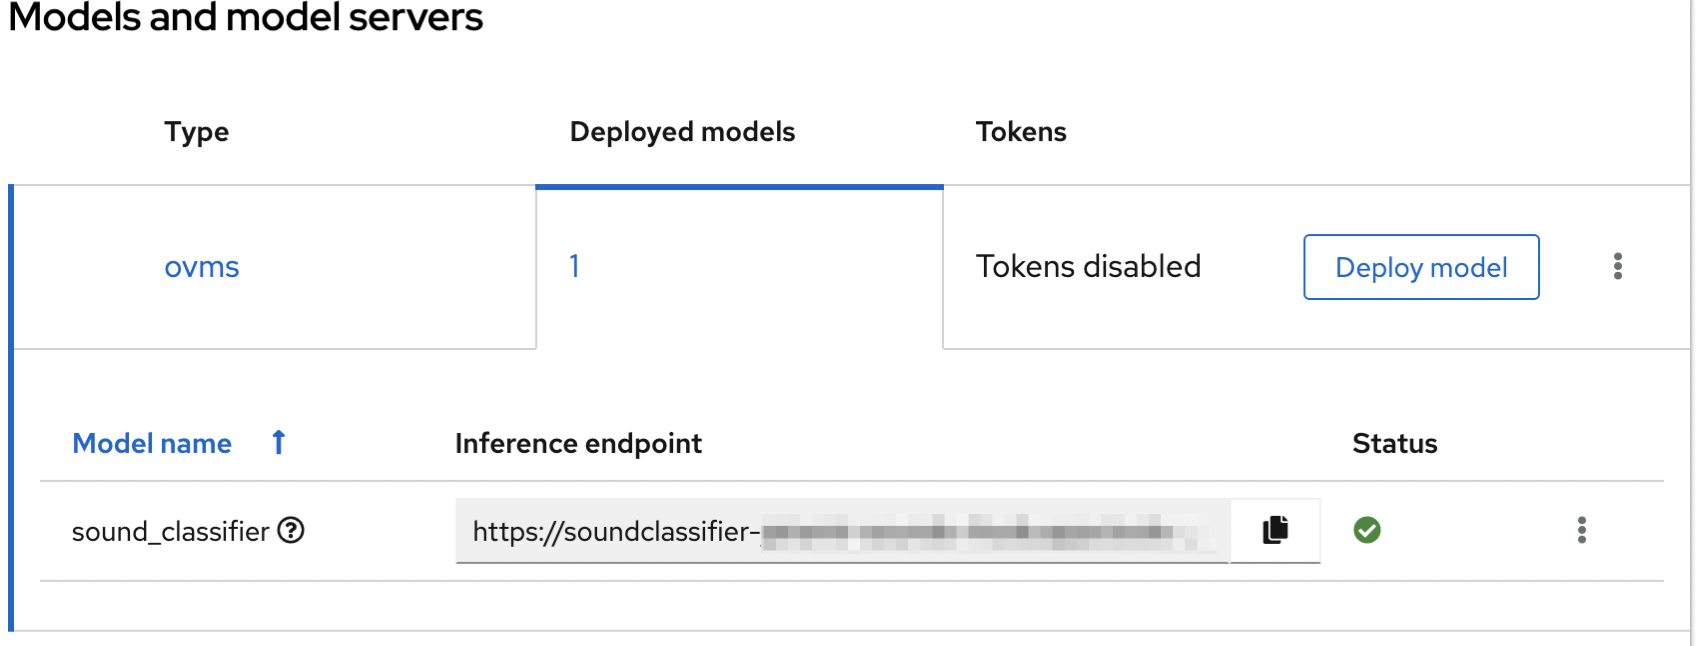 Models and model servers
Type Deployed models Tokens
ovms 1 Tokens disabled Deploy model
Model name Inference endpoint Status
sound_classifier https://soundclassifier-